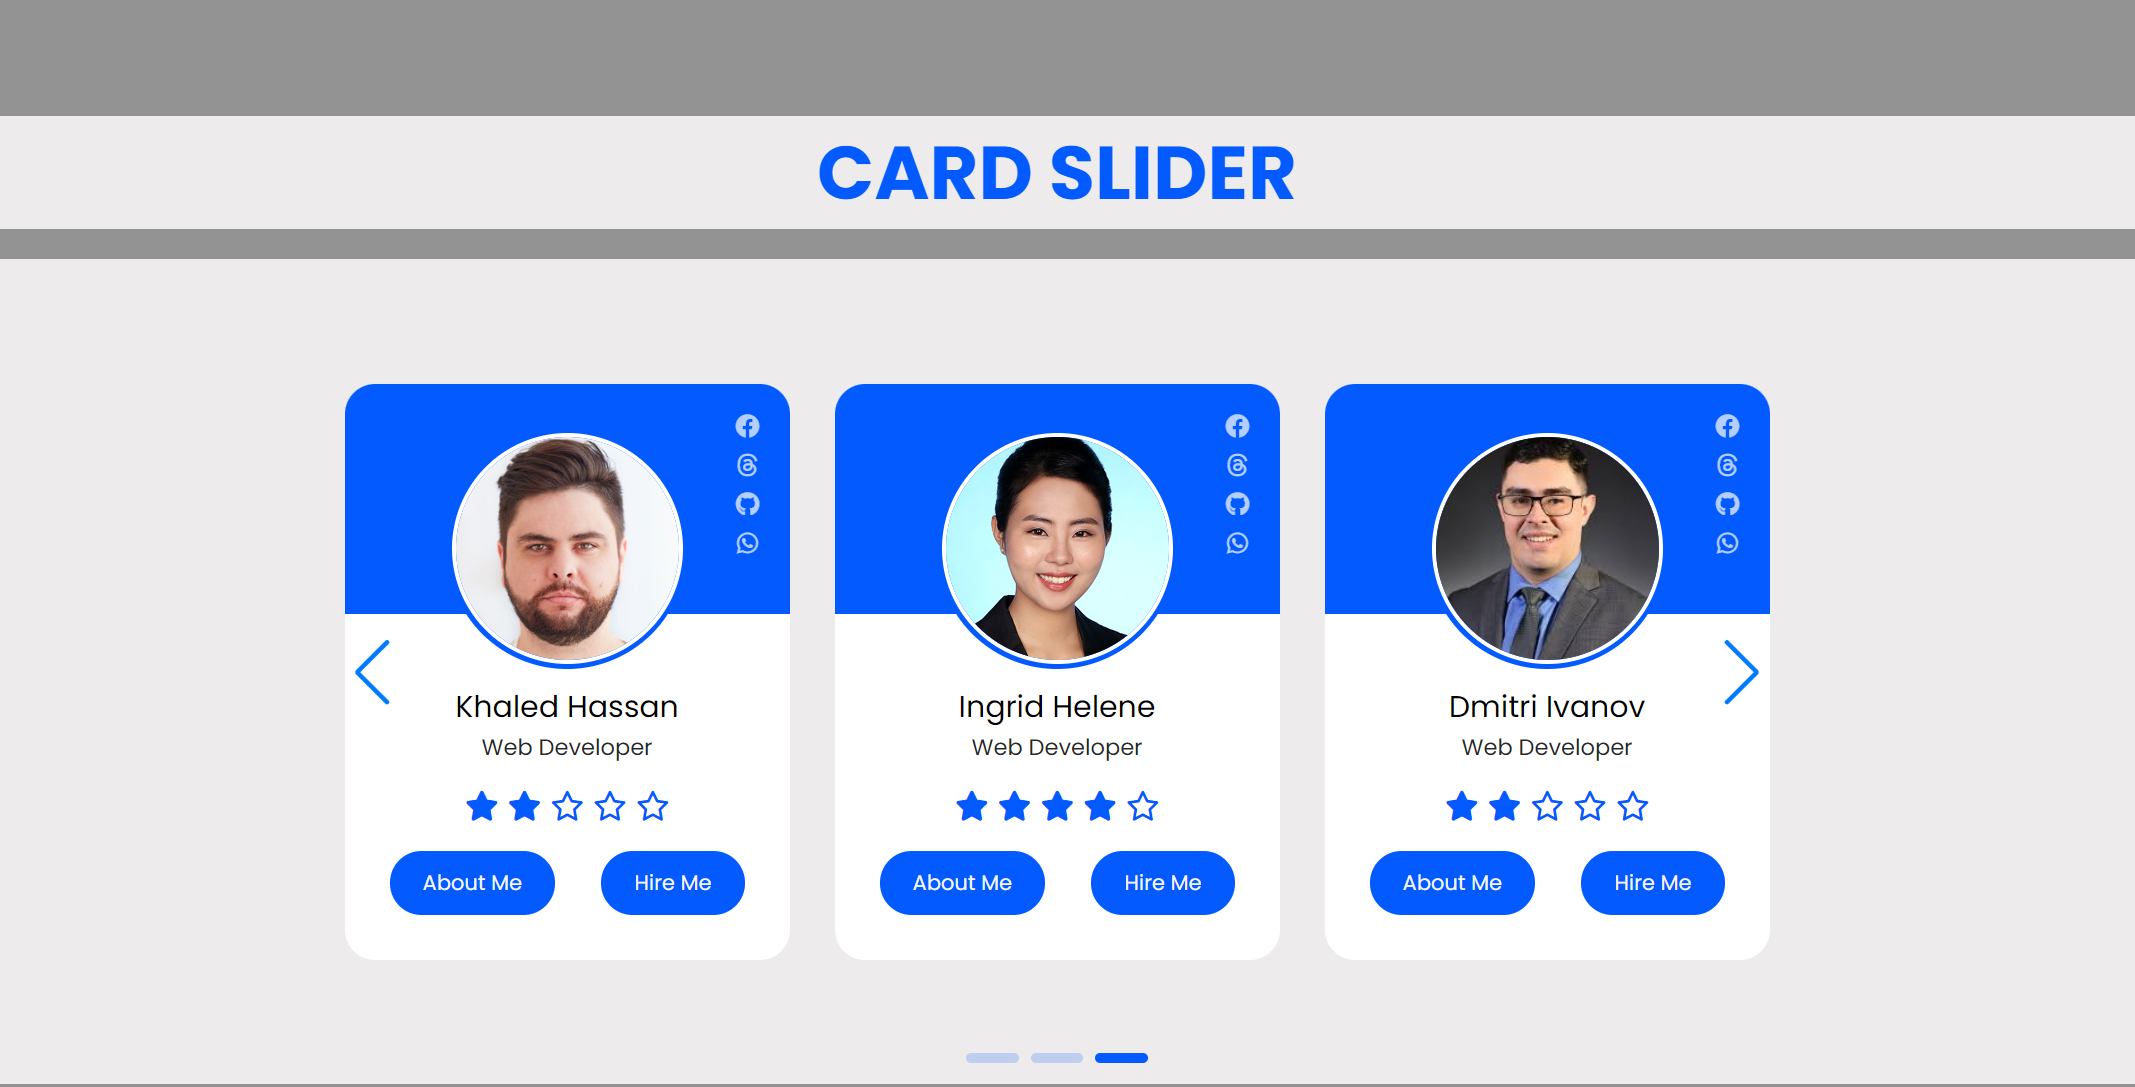 CARD SLIDER
Khaled Hassan
Web Developer
About Me
Hire Me
Ingrid Helene
Web Developer
About Me
Hire Me
Dmitri Ivanov
Web Developer
About Me
Hire Me